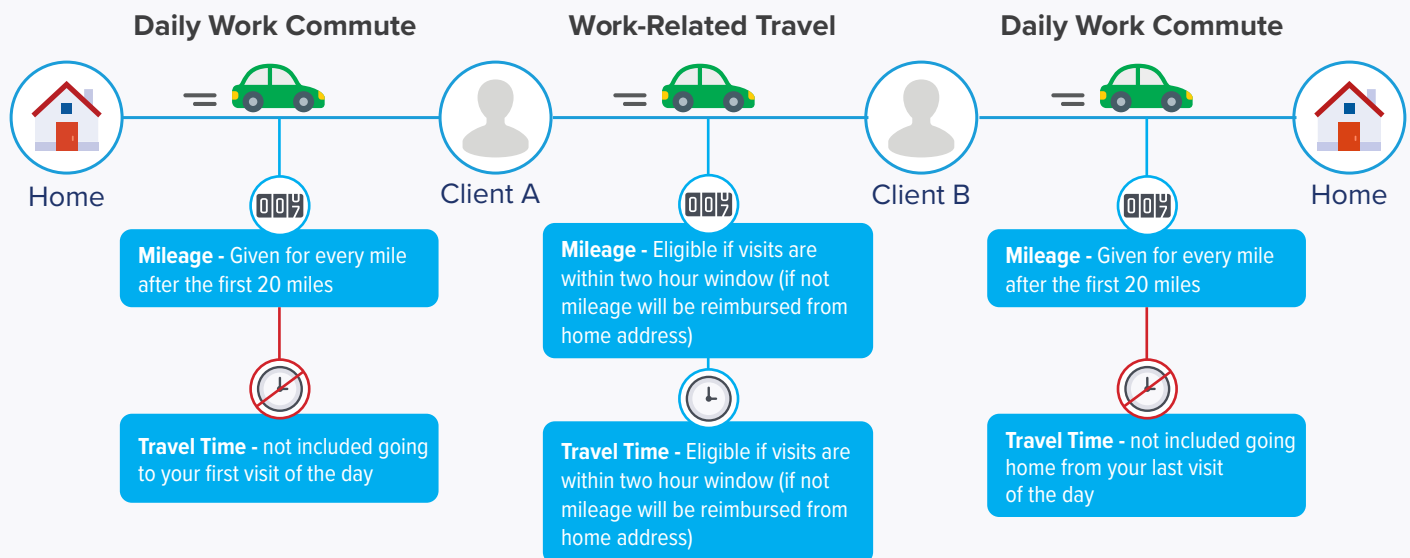 Daily Work Commute
Work-Related Travel
Daily Work Commute
Home
Client A
Client B
Home
007
Mileage - Given for every mile
after the first 20 miles
Travel Time - not included going
to your first visit of the day
007
Mileage - Eligible if visits are
within two hour window (if not
mileage will be reimbursed from
home address)
Travel Time - Eligible if visits are
within two hour window (if not
mileage will be reimbursed from
home address)
007
Mileage - Given for every mile
after the first 20 miles
Travel Time - not included going
home from your last visit
of the day